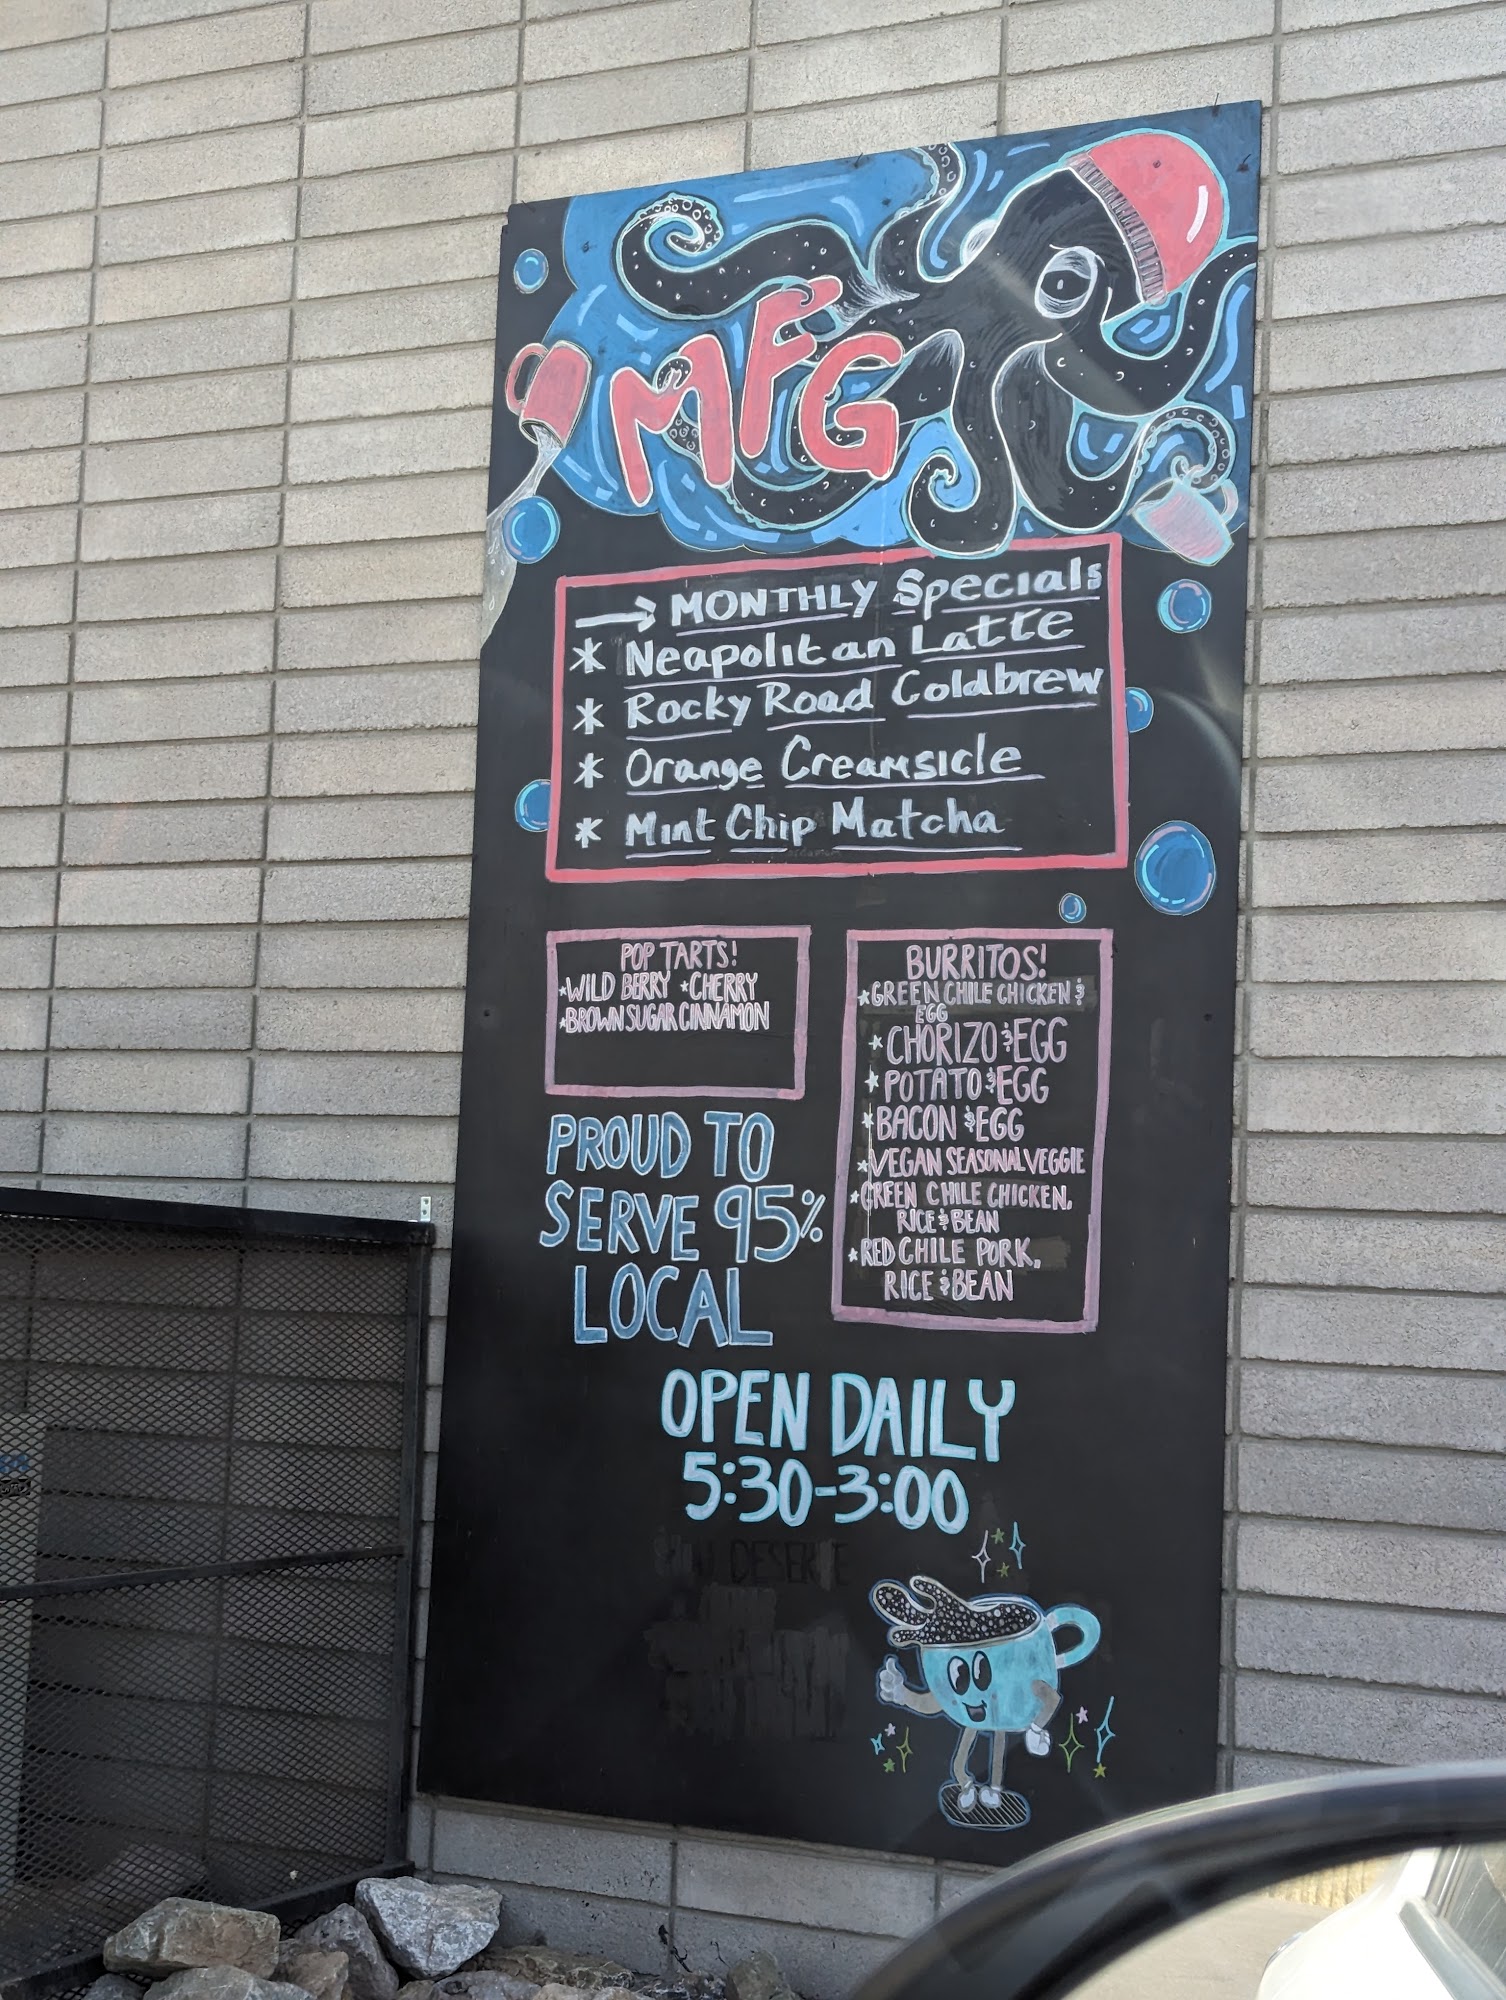 MFG
→ MONTHLY Specials
* Neapolitan Latte
* Rocky Road Coldbrew
* Orange Creamsicle
* Mint Chip Matcha
POP TARTS!
*WILD BERRY *CHERRY
*BROWN SUGAR CINNAMON
BURRITOS!
*GREEN CHILE CHICKEN &
EGG
*CHORIZO & EGG
*POTATO & EGG
*BACON & EGG
*VEGAN SEASONAL VEGGIE
*GREEN CHILE CHICKEN,
RICE & BEAN
*RED CHILE PORK,
RICE & BEAN
PROUD TO
SERVE 95%
LOCAL
OPEN DAILY
5:30-3:00